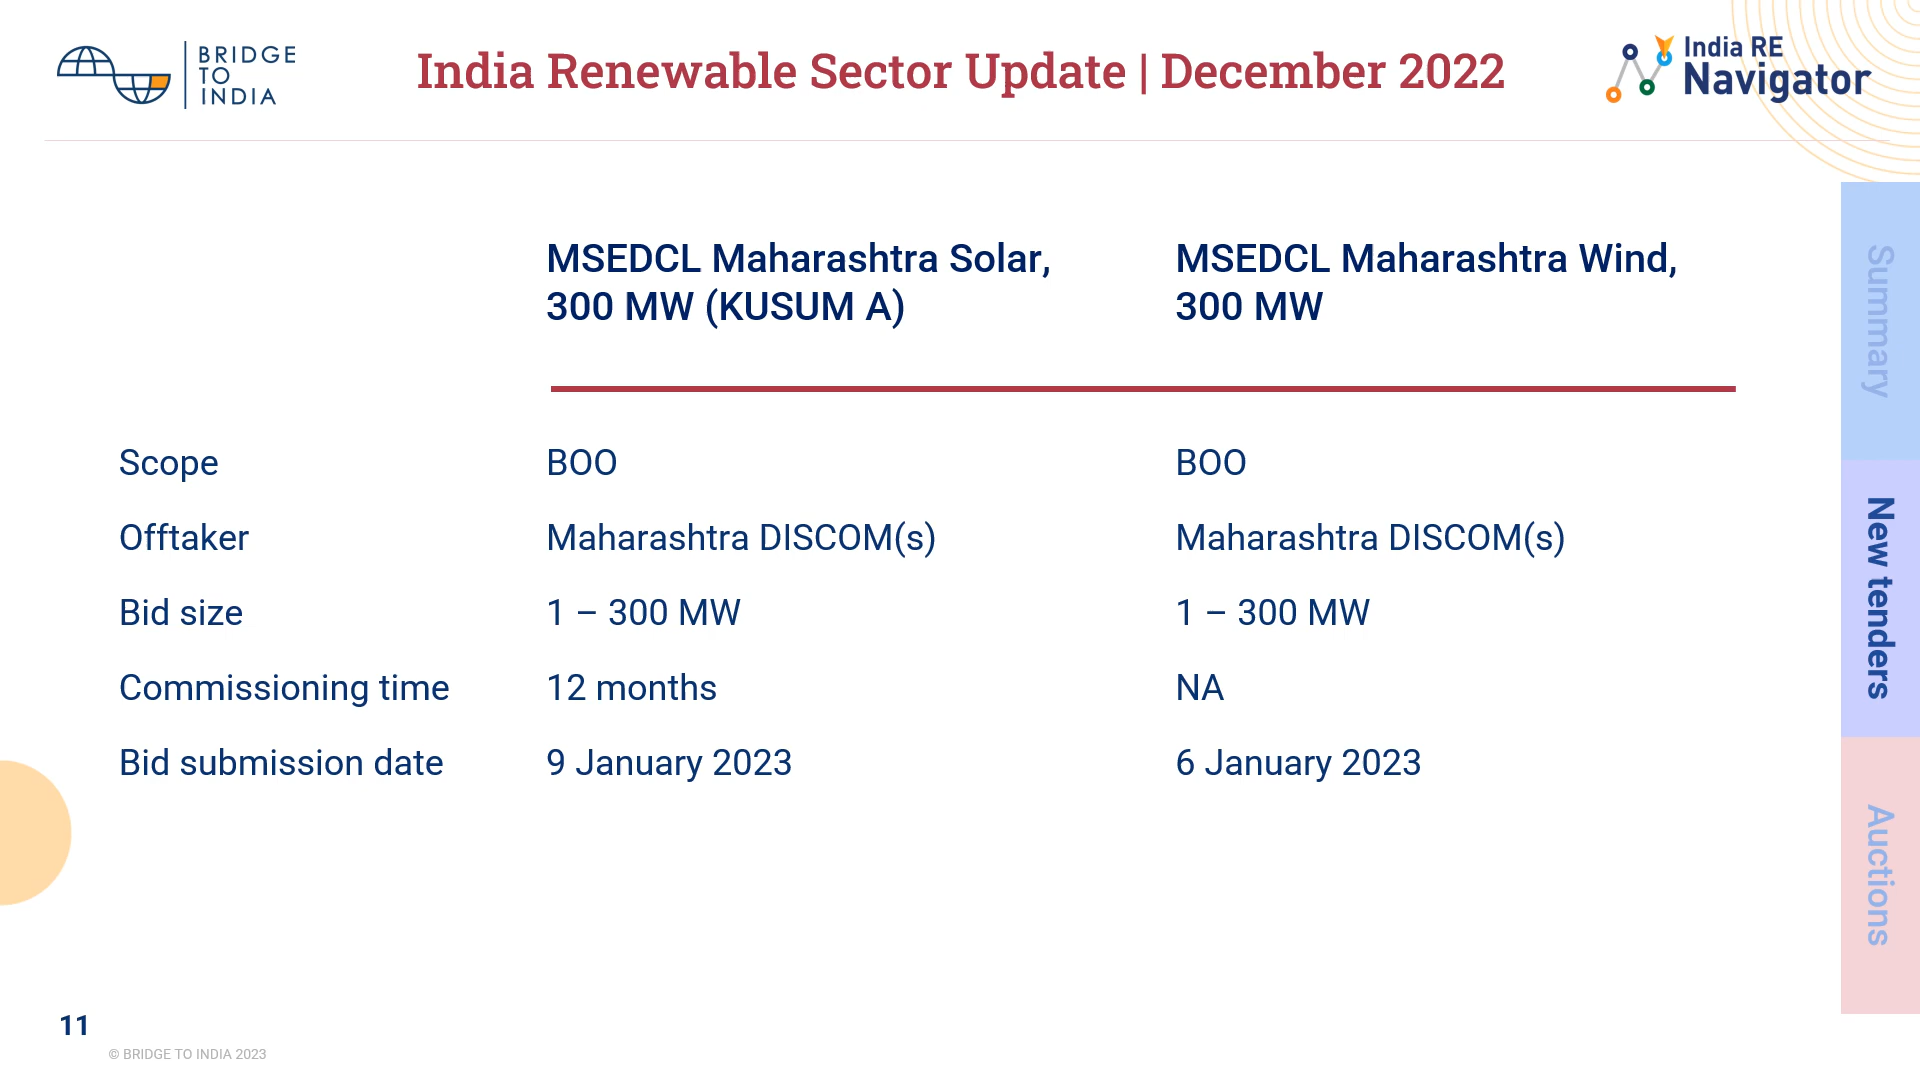 BRIDGE
TO
INDIA
India Renewable Sector Update | December 2022
India RE
Navigator
MSEDCL Maharashtra Solar,
300 MW (KUSUM A)
MSEDCL Maharashtra Wind,
300 MW
Scope BOO BOO
Offtaker Maharashtra DISCOM(s) Maharashtra DISCOM(s)
Bid size 1 – 300 MW 1 – 300 MW
Commissioning time 12 months NA
Bid submission date 9 January 2023 6 January 2023
Summary
New tenders
Auctions
11
© BRIDGE TO INDIA 2023